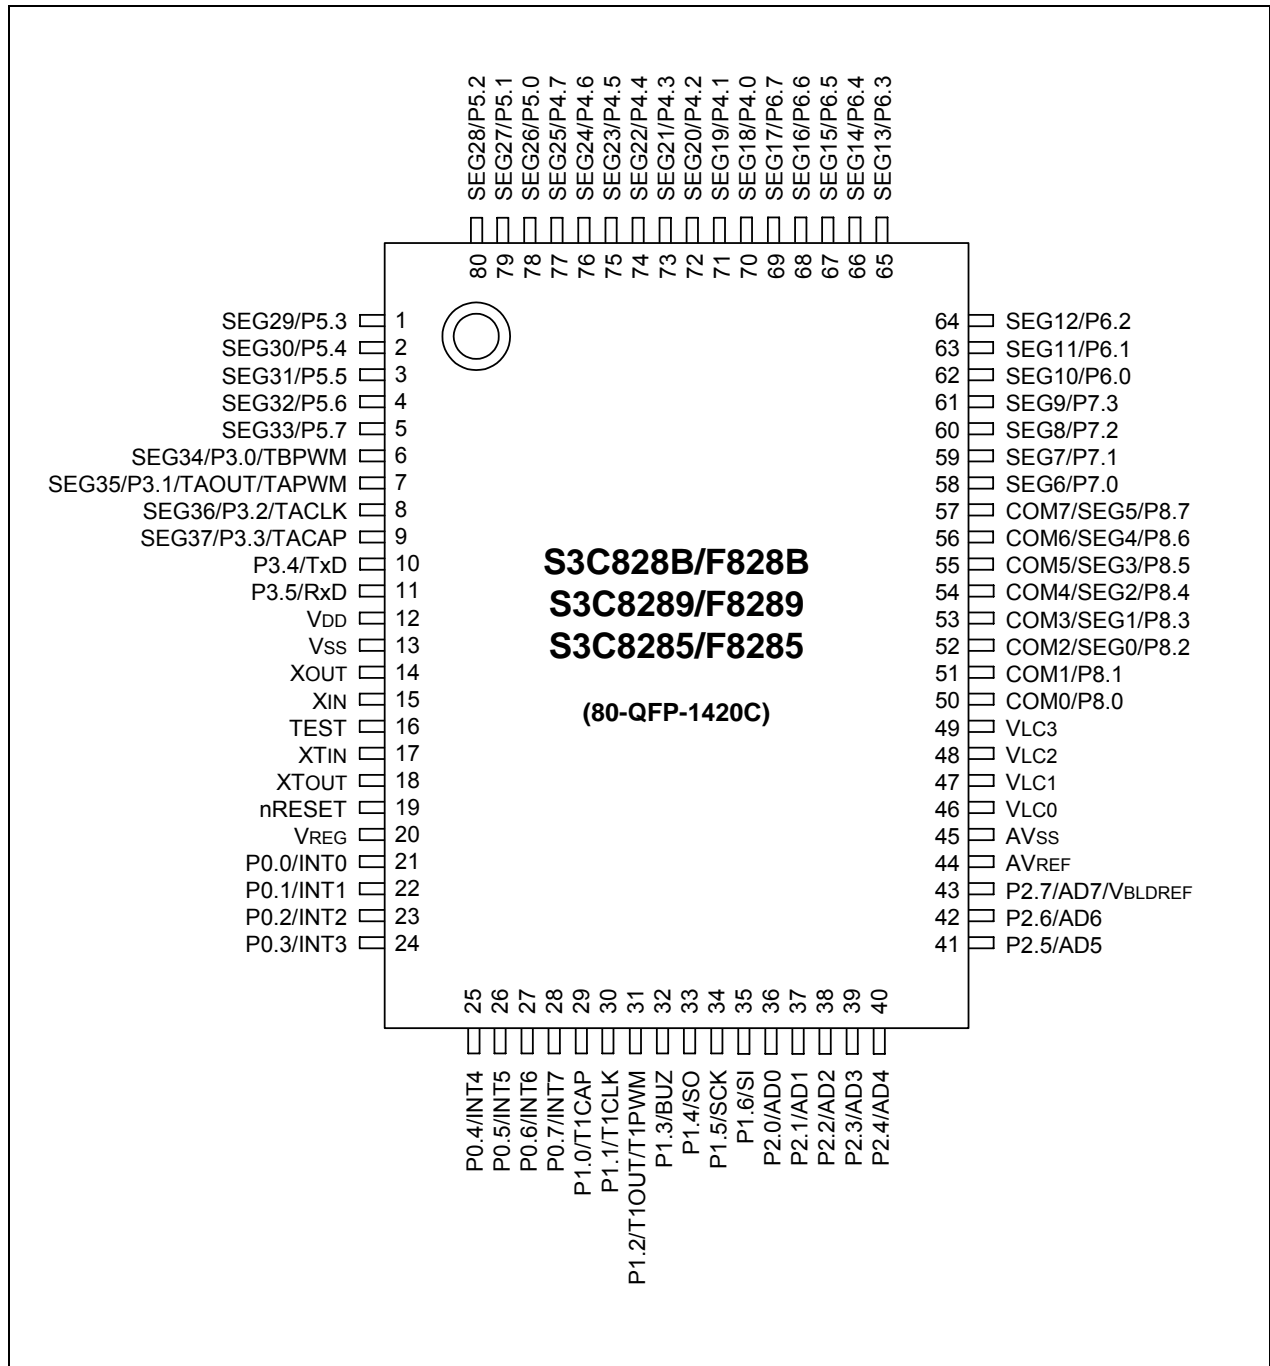 SEG28/P5.2
SEG27/P5.1
SEG26/P5.0
SEG25/P4.7
SEG24/P4.6
SEG23/P4.5
SEG22/P4.4
SEG21/P4.3
SEG20/P4.2
SEG19/P4.1
SEG18/P4.0
SEG17/P6.7
SEG16/P6.6
SEG15/P6.5
SEG14/P6.4
SEG13/P6.3
80
79
78
77
76
75
74
73
72
71
70
69
68
67
66
65
SEG29/P5.3 1
SEG30/P5.4 2
SEG31/P5.5 3
SEG32/P5.6 4
SEG33/P5.7 5
SEG34/P3.0/TBPWM 6
SEG35/P3.1/TAOUT/TAPWM 7
SEG36/P3.2/TACLK 8
SEG37/P3.3/TACAP 9
P3.4/TxD 10
P3.5/RxD 11
VDD 12
VSS 13
XOUT 14
XIN 15
TEST 16
XTIN 17
XTOUT 18
nRESET 19
VREG 20
P0.0/INT0 21
P0.1/INT1 22
P0.2/INT2 23
P0.3/INT3 24
S3C828B/F828B
S3C8289/F8289
S3C8285/F8285
(80-QFP-1420C)
64 SEG12/P6.2
63 SEG11/P6.1
62 SEG10/P6.0
61 SEG9/P7.3
60 SEG8/P7.2
59 SEG7/P7.1
58 SEG6/P7.0
57 COM7/SEG5/P8.7
56 COM6/SEG4/P8.6
55 COM5/SEG3/P8.5
54 COM4/SEG2/P8.4
53 COM3/SEG1/P8.3
52 COM2/SEG0/P8.2
51 COM1/P8.1
50 COM0/P8.0
49 VLC3
48 VLC2
47 VLC1
46 VLC0
45 AVSS
44 AVREF
43 P2.7/AD7/VBLDREF
42 P2.6/AD6
41 P2.5/AD5
25
26
27
28
29
30
31
32
33
34
35
36
37
38
39
40
P0.4/INT4
P0.5/INT5
P0.6/INT6
P0.7/INT7
P1.0/T1CAP
P1.1/T1CLK
P1.2/T1OUT/T1PWM
P1.3/BUZ
P1.4/SO
P1.5/SCK
P1.6/SI
P2.0/AD0
P2.1/AD1
P2.2/AD2
P2.3/AD3
P2.4/AD4